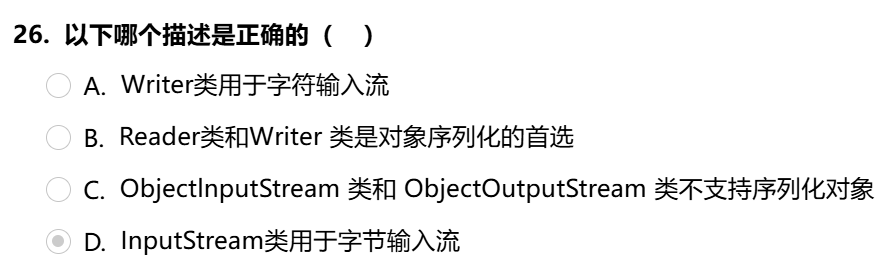 26. 以下哪个描述是正确的（ ）
A. Writer类用于字符输入流
B. Reader类和Writer 类是对象序列化的首选
C. ObjectInputStream 类和 ObjectOutputStream 类不支持序列化对象
D. InputStream类用于字节输入流